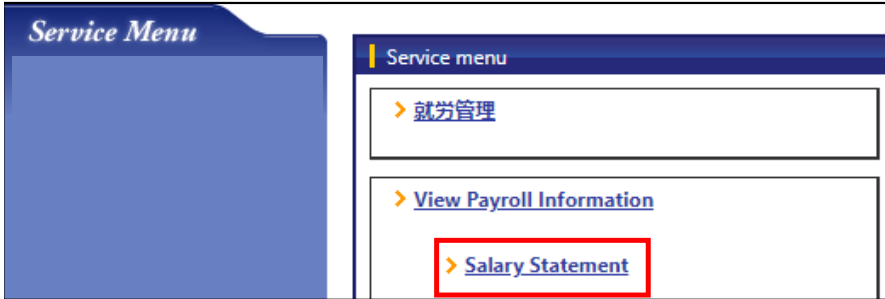 Service Menu
Service menu
就労管理
View Payroll Information
Salary Statement